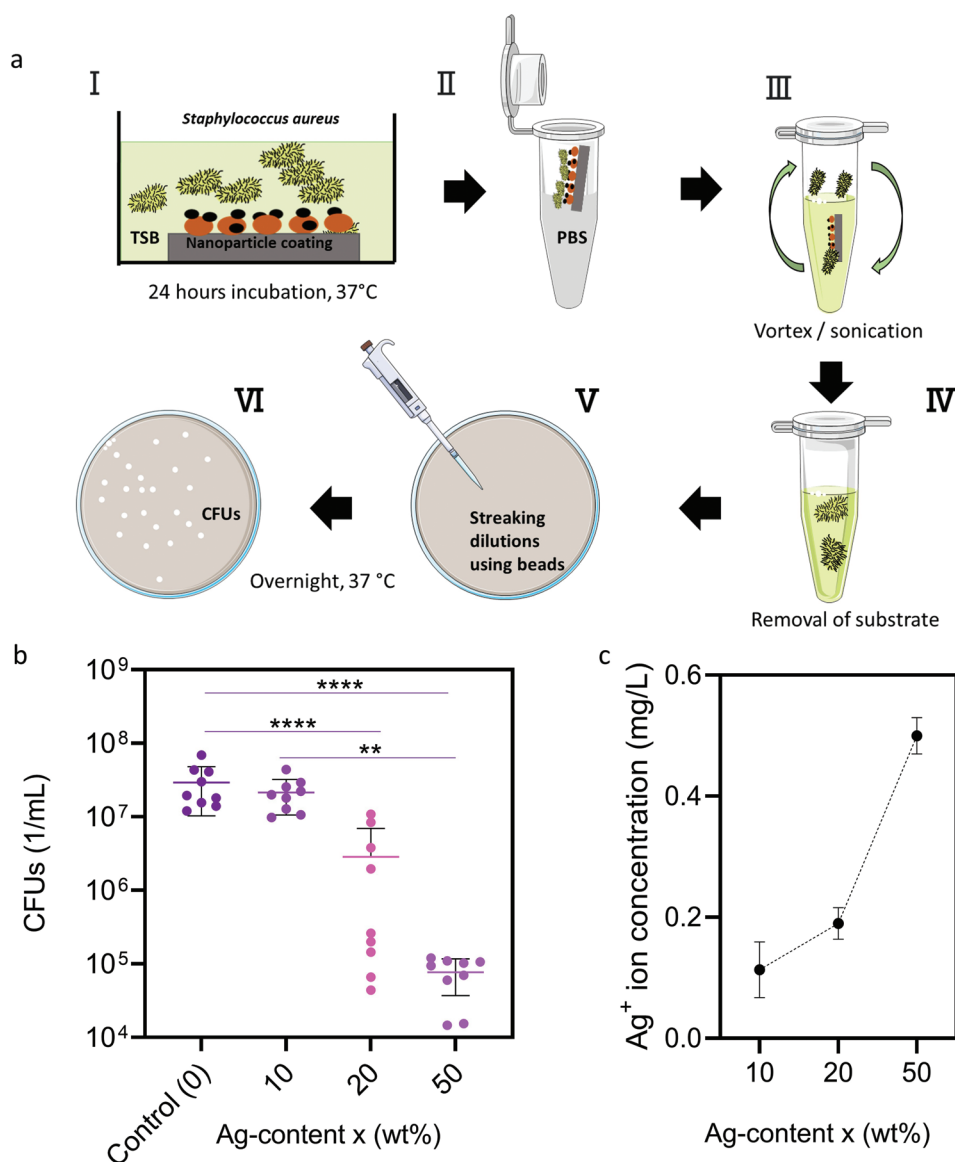 a
I
II
III
Staphylococcus aureus
TSB
Nanoparticle coating
PBS
24 hours incubation, 37°C
Vortex / sonication
VI
V
IV
CFUs
Streaking
dilutions
using beads
Overnight, 37 °C
Removal of substrate
b
CFUs (1/mL)
10⁹
10⁸
10⁷
10⁶
10⁵
10⁴
****
****
**
Control (0)
10
20
50
Ag-content x (wt%)
c
Ag⁺ ion concentration (mg/L)
0.6
0.4
0.2
0.0
10
20
50
Ag-content x (wt%)